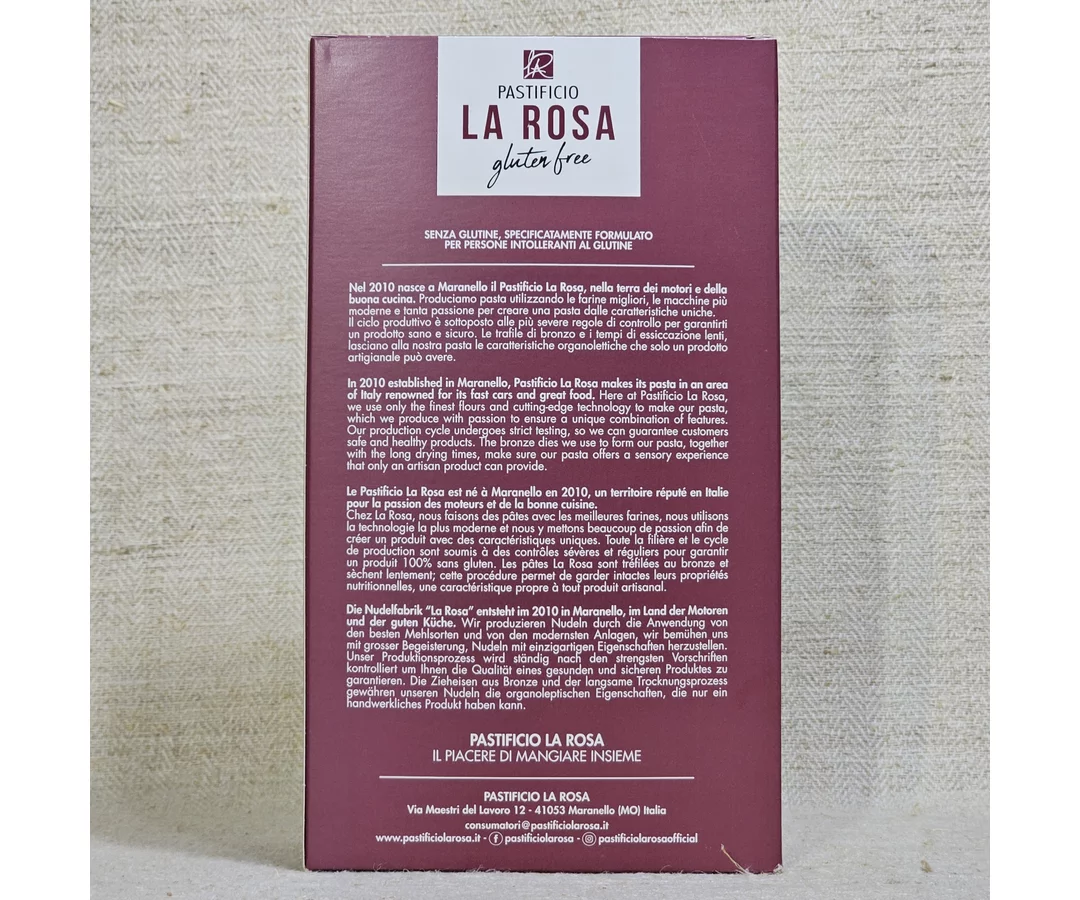 PASTIFICIO
LA ROSA
gluten free
SENZA GLUTINE, SPECIFICATAMENTE FORMULATO
PER PERSONE INTOLLERANTI AL GLUTINE
Nel 2010 nasce a Maranello il Pastificio La Rosa, nella terra dei motori e della
buona cucina. Produciamo pasta utilizzando le farine migliori, le macchine più
moderne e tanta passione per creare una pasta dalle caratteristiche uniche.
Il ciclo produttivo è sottoposto alle più severe regole di controllo per garantirti
un prodotto sano e sicuro. Le trafile di bronzo e i tempi di essiccazione lenti,
lasciano alla nostra pasta le caratteristiche organolettiche che solo un prodotto
artigianale può avere.
In 2010 established in Maranello, Pastificio La Rosa makes its pasta in an area
of Italy renowned for its fast cars and great food. Here at Pastificio La Rosa,
we use only the finest flours and cutting-edge technology to make our pasta,
which we produce with passion to ensure a unique combination of features.
Our production cycle undergoes strict testing, so we can guarantee customers
safe and healthy products. The bronze dies we use to form our pasta, together
with the long drying times, make sure our pasta offers a sensory experience
that only an artisan product can provide.
Le Pastificio La Rosa est né à Maranello en 2010, un territoire réputé en Italie
pour la passion des moteurs et de la bonne cuisine.
Chez La Rosa, nous faisons des pâtes avec les meilleures farines, nous utilisons
la technologie la plus moderne et nous y mettons beaucoup de passion afin de
créer un produit avec des caractéristiques uniques. Toute la filière et le cycle
de production sont soumis à des contrôles sévères et réguliers pour garantir
un produit 100% sans gluten. Les pâtes La Rosa sont tréfilées au bronze et
sèchent lentement; cette procédure permet de garder intactes leurs propriétés
nutritionnelles, une caractéristique propre à tout produit artisanal.
Die Nudelfabrik "La Rosa" entsteht im 2010 in Maranello, im Land der Motoren
und der guten Küche. Wir produzieren Nudeln durch die Anwendung von
den besten Mehlsorten und von den modernsten Anlagen, wir bemühen uns
mit grosser Begeisterung, Nudeln mit einzigartigen Eigenschaften herzustellen.
Unser Produktionsprozess wird ständig nach den strengsten Vorschriften
kontrolliert um Ihnen die Qualität eines gesunden und sicheren Produktes zu
garantieren. Die Zieheisen aus Bronze und der langsame Trocknungsprozess
gewähren unseren Nudeln die organoleptischen Eigenschaften, die nur ein
handwerkliches Produkt haben kann.
PASTIFICIO LA ROSA
IL PIACERE DI MANGIARE INSIEME
PASTIFICIO LA ROSA
Via Maestri del Lavoro 12 - 41053 Maranello (MO) Italia
consumatori@pastificiolarosa.it
www.pastificiolarosa.it - pastificiolarosa - pastificiolarosaofficial